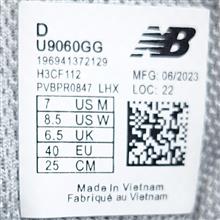 D
U9060GG
196941372129
H3CF112
PVBPR0847 LHX
NB
MFG: 06/2023
LOC: 22
7 US M
8.5 US W
6.5 UK
40 EU
25 CM
Made in Vietnam
Fabriqué au Vietnam